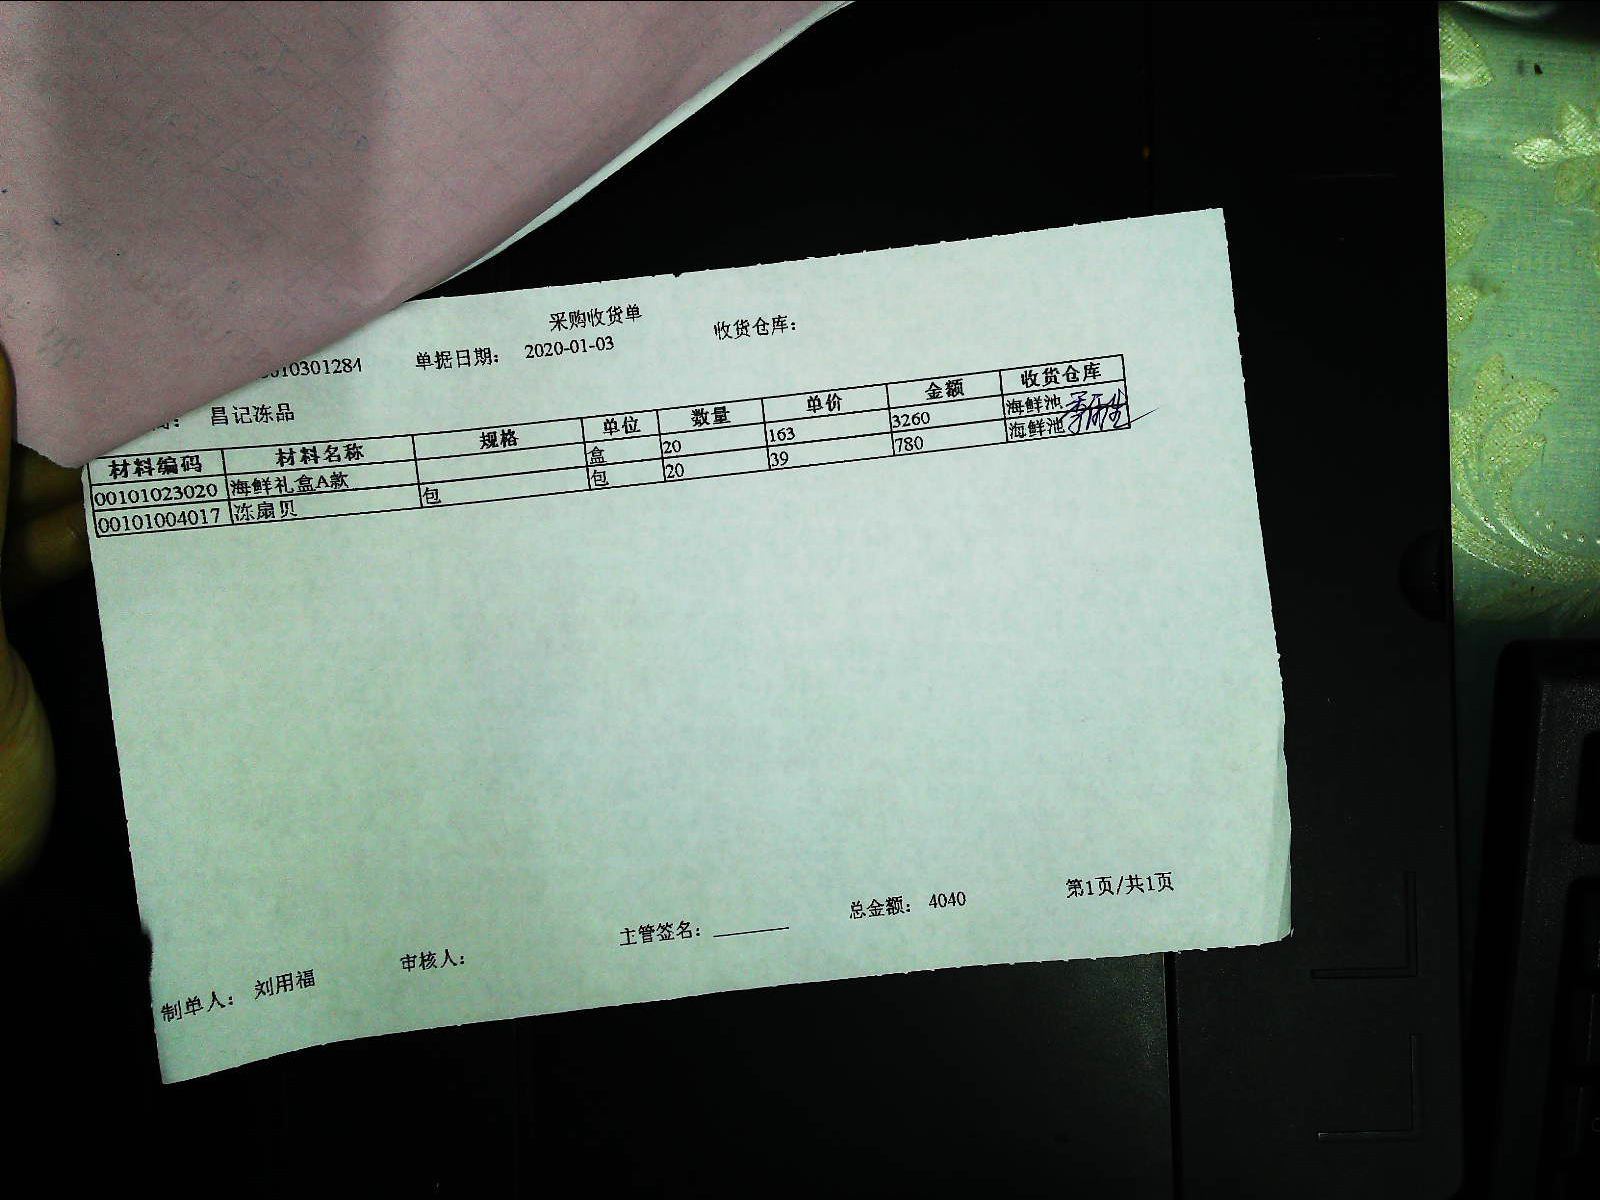 采购收货单
010301284 单据日期： 2020-01-03 收货仓库：
昌记冻品
材料编码 材料名称 规格 单位 数量 单价 金额 收货仓库
00101023020 海鲜礼盒A款 盒 20 163 3260 海鲜池
00101004017 冻扇贝 包 包 20 39 780 海鲜池
制单人： 刘用福 审核人： 主管签名： 总金额： 4040 第1页/共1页